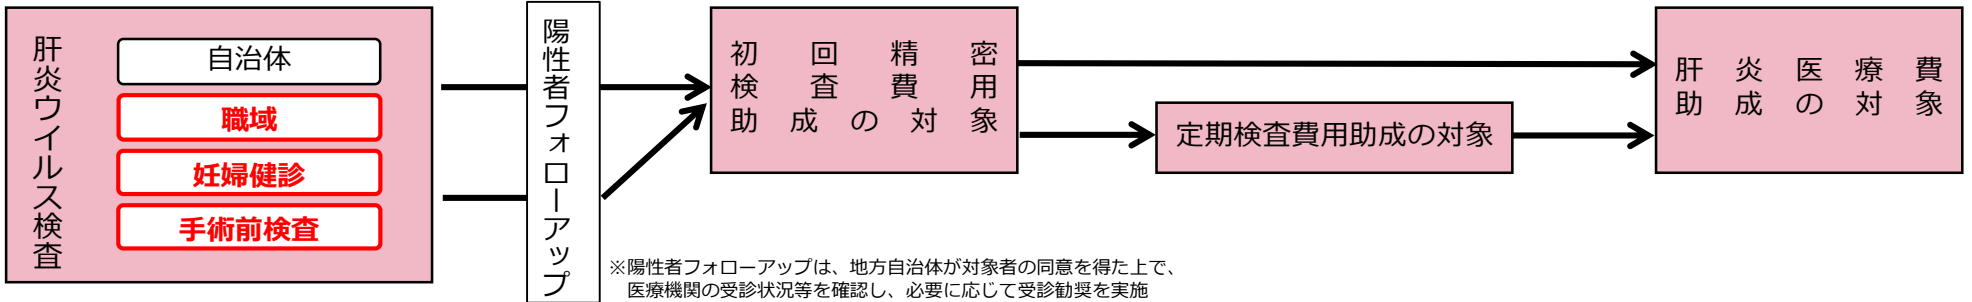 肝炎ウイルス検査
自治体
職域
妊婦健診
手術前検査
陽性者フォローアップ
初回精密
検査費用
助成の対象
定期検査費用助成の対象
肝炎医療費
助成の対象
※陽性者フォローアップは、地方自治体が対象者の同意を得た上で、
医療機関の受診状況等を確認し、必要に応じて受診勧奨を実施